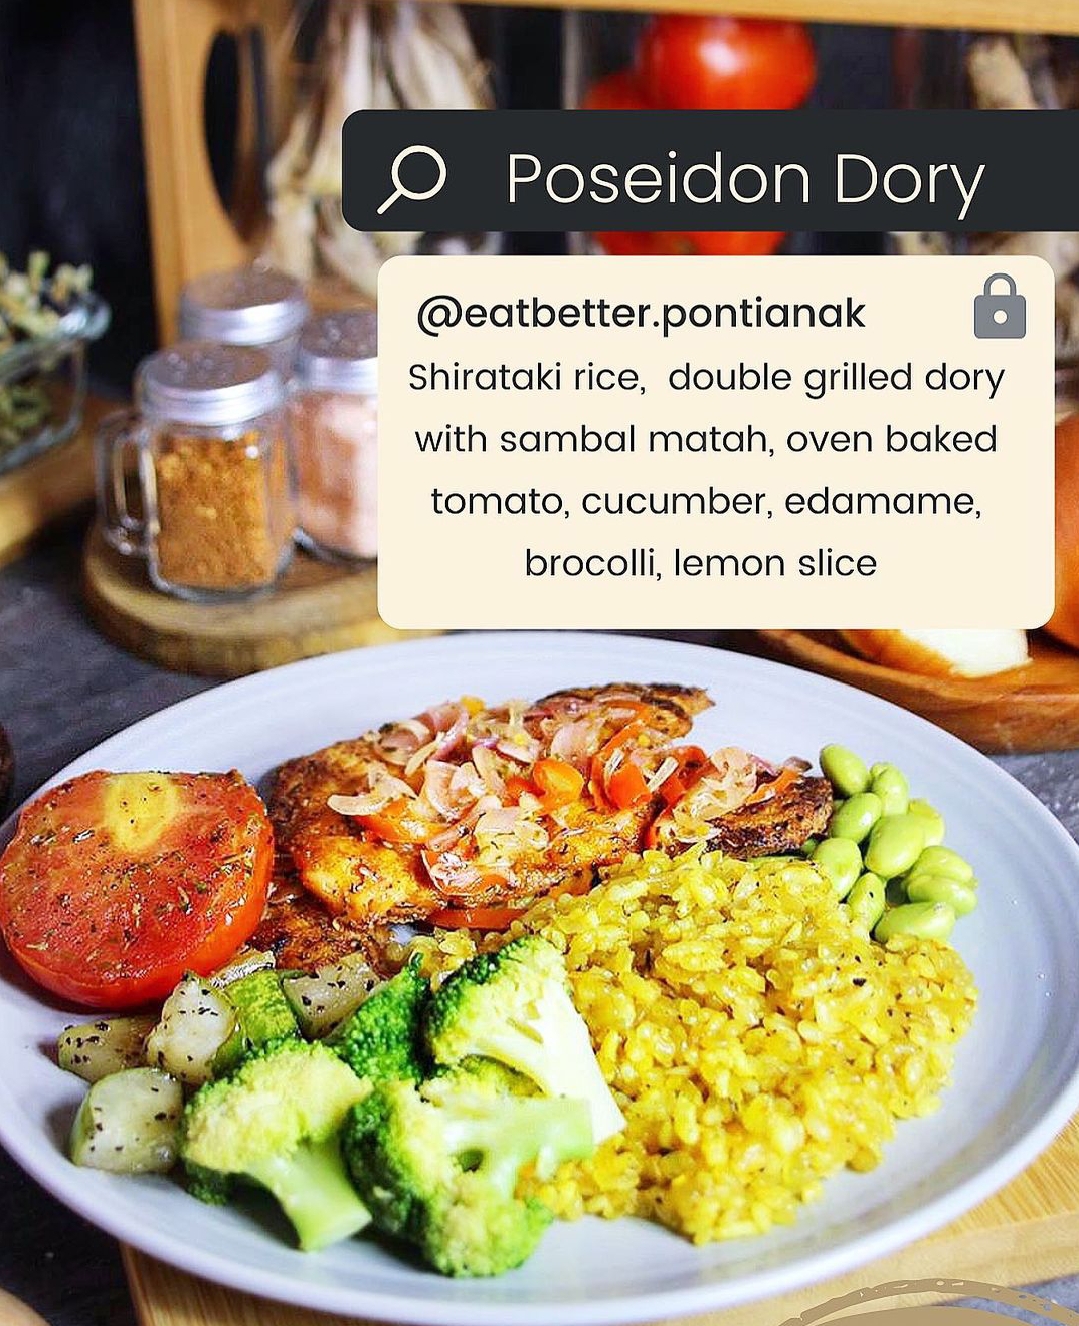 Poseidon Dory
@eatbetter.pontianak
Shirataki rice, double grilled dory
with sambal matah, oven baked
tomato, cucumber, edamame,
brocolli, lemon slice